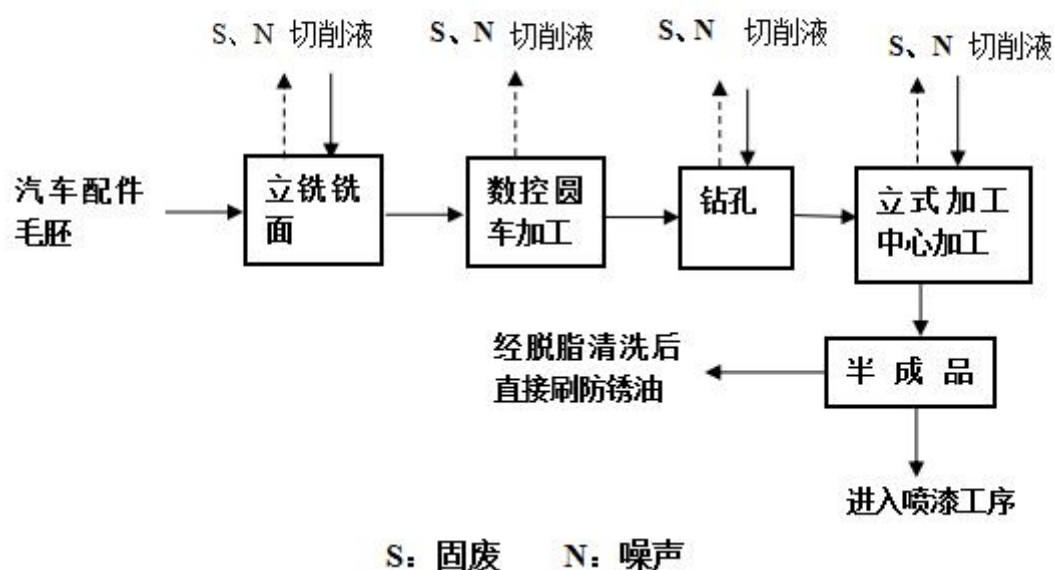 S、N 切削液
S、N 切削液
S、N 切削液
S、N 切削液
汽车配件
毛胚
立铣铣
面
数控圆
车加工
钻孔
立式加工
中心加工
经脱脂清洗后
直接刷防锈油
半成品
进入喷漆工序
S：固废 N：噪声